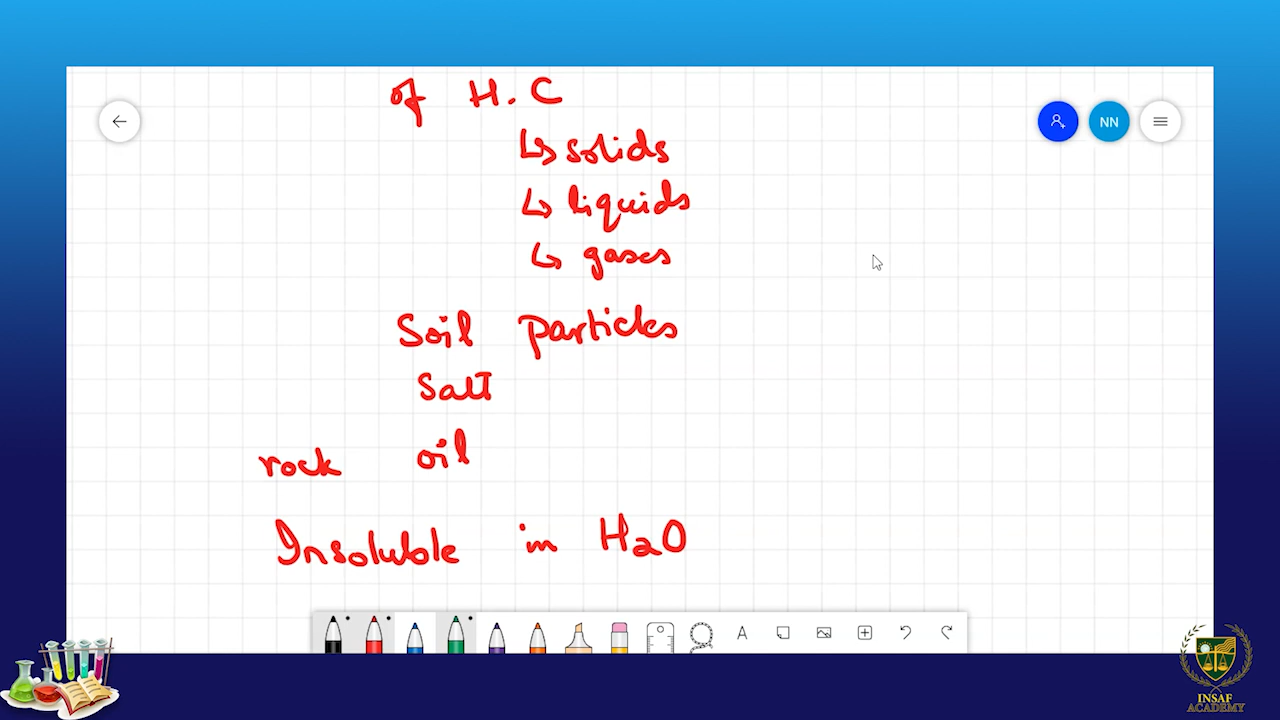 of H.C
↳ solids
↳ liquids
↳ gases
NN
Soil particles
Salt
rock oil
Insoluble in H2O
A
INSAF
ACADEMY